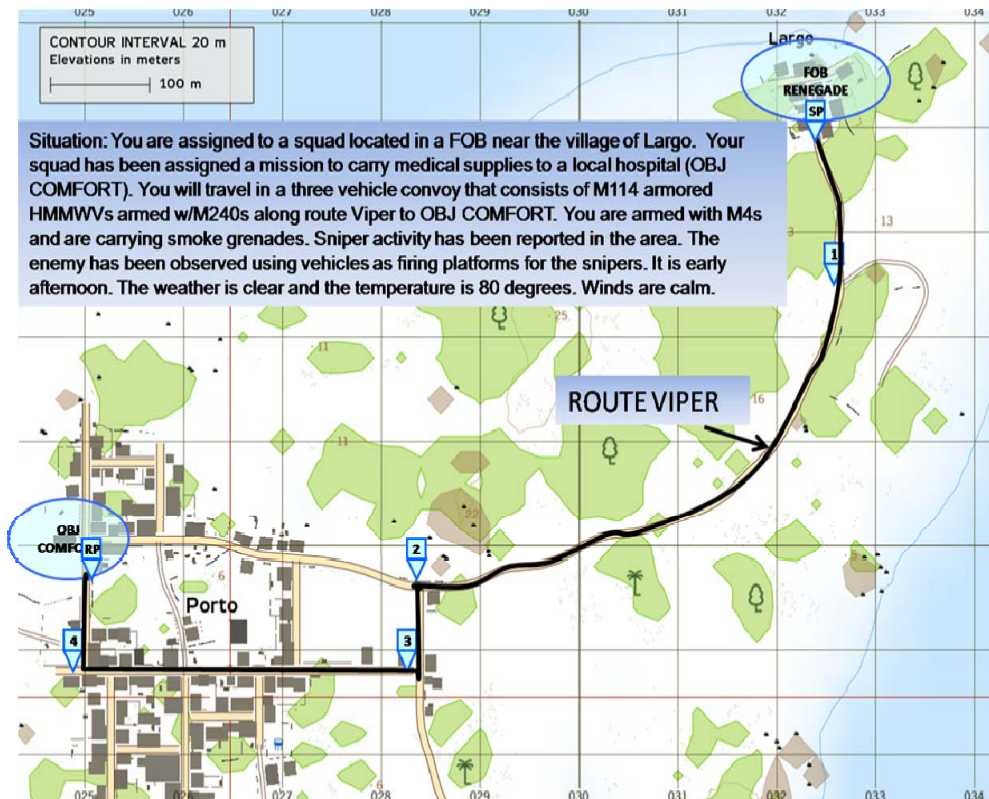 025 026 027 028 029 030 031 032 033 034
CONTOUR INTERVAL 20 m
Elevations in meters
100 m
Largo
FOB
RENEGADE
SP
Situation: You are assigned to a squad located in a FOB near the village of Largo. Your
squad has been assigned a mission to carry medical supplies to a local hospital (OBJ
COMFORT). You will travel in a three vehicle convoy that consists of M114 armored
HMMWVs armed w/M240s along route Viper to OBJ COMFORT. You are armed with M4s
and are carrying smoke grenades. Sniper activity has been reported in the area. The
enemy has been observed using vehicles as firing platforms for the snipers. It is early
afternoon. The weather is clear and the temperature is 80 degrees. Winds are calm.
13
1
25
11
ROUTE VIPER
16
11
22
OBJ
COMFO
RP
2
6
5
Porto
4
3
6
025 026 027 028 029 030 031 032 033 034